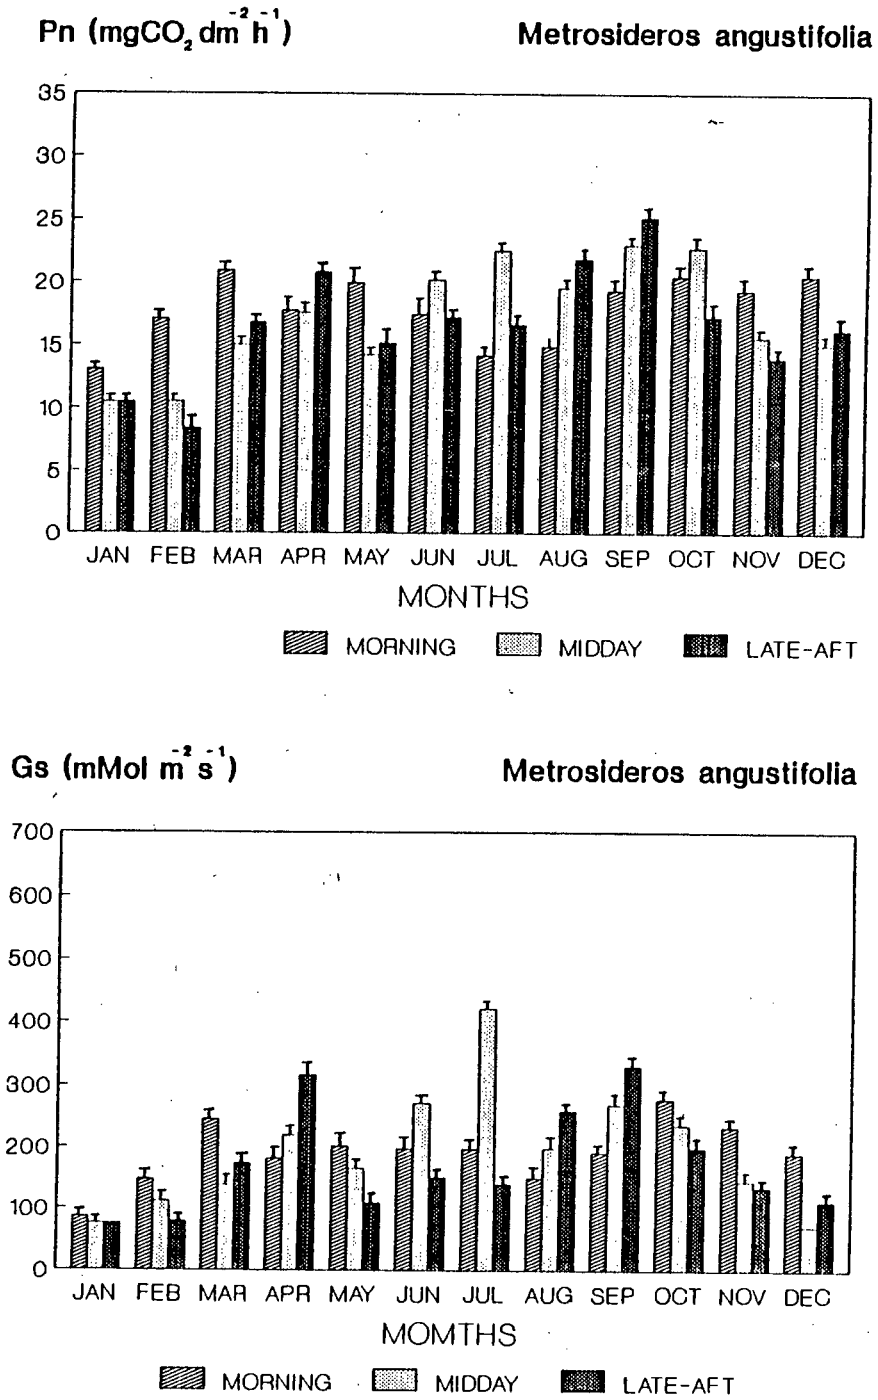 Pn (mgCO₂ dm⁻² h⁻¹) Metrosideros angustifolia
35
30
25
20
15
10
5
0
JAN FEB MAR APR MAY JUN JUL AUG SEP OCT NOV DEC
MONTHS
MORNING MIDDAY LATE-AFT
Gs (mMol m⁻² s⁻¹) Metrosideros angustifolia
700
600
500
400
300
200
100
0
JAN FEB MAR APR MAY JUN JUL AUG SEP OCT NOV DEC
MOMTHS
MORNING MIDDAY LATE-AFT